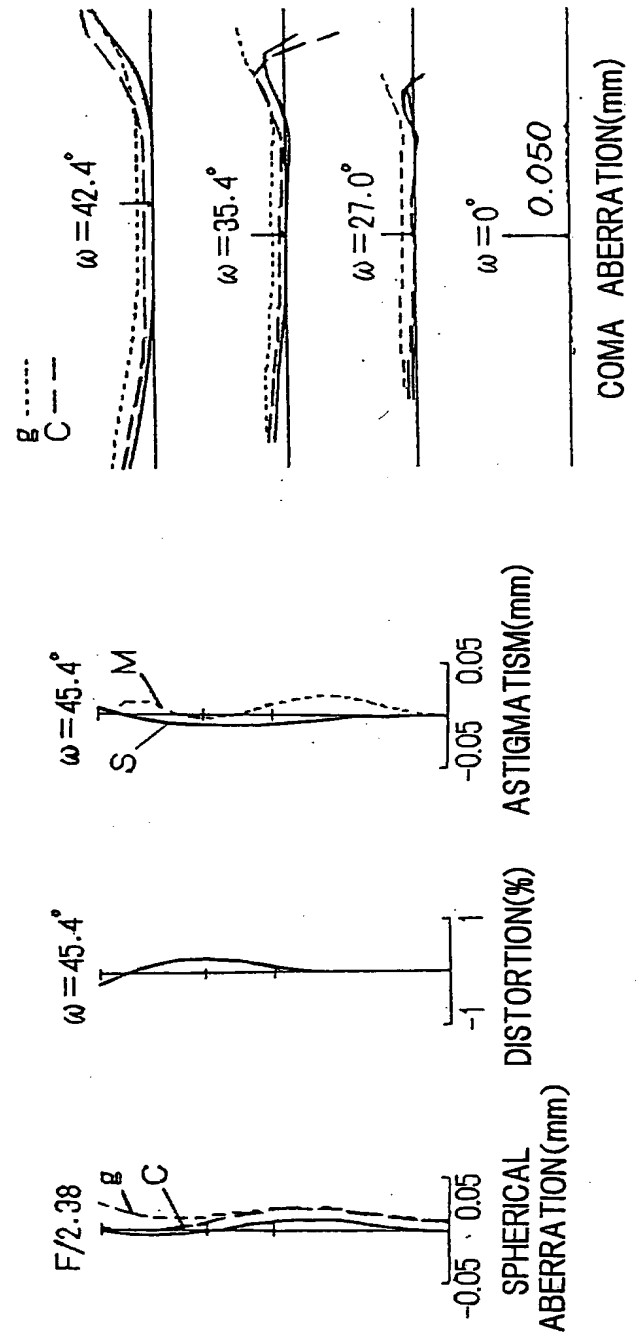 F/2.38
g
C
-0.05
0.05
SPHERICAL
ABERRATION(mm)
ω=45.4°
-1
1
DISTORTION(%)
ω=45.4°
S
M
-0.05
0.05
ASTIGMATISM(mm)
g
C
ω=42.4°
ω=35.4°
ω=27.0°
ω=0°
0.050
COMA ABERRATION(mm)